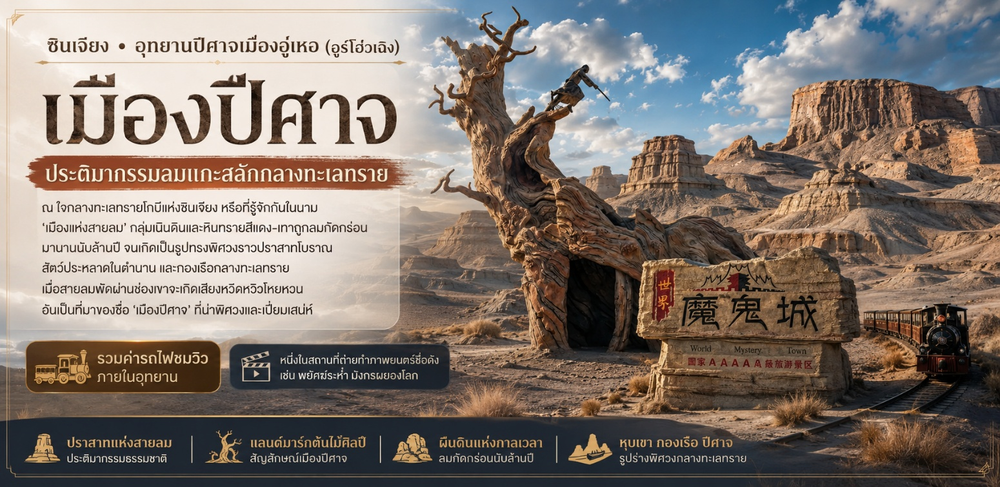 ซินเจียง • อุทยานปีศาจเมืองอู่เหอ (อูร์โฮ่วเฉิง)
เมืองปีศาจ
ประติมากรรมลมแกะสลักกลางทะเลทราย
ณ ใจกลางทะเลทรายโกบีแห่งซินเจียง หรือที่รู้จักกันในนาม
‘เมืองแห่งสายลม’ กลุ่มเนินดินและหินทรายสีแดง-เทาถูกลมกัดกร่อน
มานานนับล้านปี จนเกิดเป็นรูปทรงพิศวงราวปราสาทโบราณ
สัตว์ประหลาดในตำนาน และกองเรือกลางทะเลทราย
เมื่อสายลมพัดผ่านช่องเขาจะเกิดเสียงหวีดหวิวโหยหวน
อันเป็นที่มาของชื่อ ‘เมืองปีศาจ’ ที่น่าพิศวงและเปี่ยมเสน่ห์
รวมค่ารถไฟชมวิว
ภายในอุทยาน
หนึ่งในสถานที่ถ่ายทำภาพยนตร์ชื่อดัง
เช่น พยัคฆ์ระห่ำ มังกรผยองโลก
世界
魔鬼城
World Mystery Town
国家AAAAA级旅游景区
ปราสาทแห่งสายลม
ประติมากรรมธรรมชาติ
แลนด์มาร์กต้นไม้ศิลป์
สัญลักษณ์เมืองปีศาจ
ผืนดินแห่งกาลเวลา
ลมกัดกร่อนนับล้านปี
หุบเขา กองเรือ ปีศาจ
รูปร่างพิศวงกลางทะเลทราย